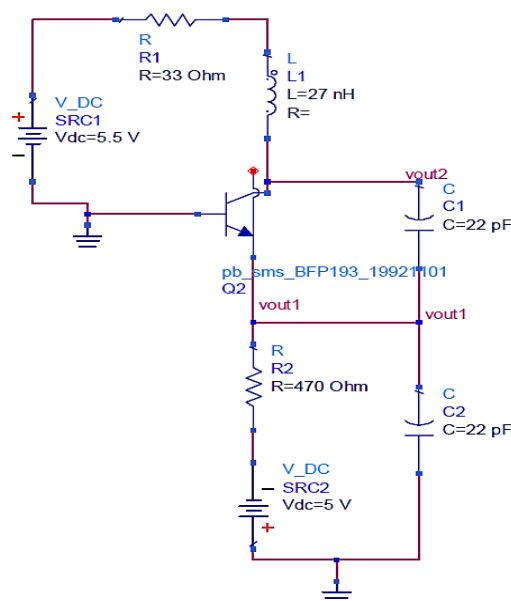 R
R1
R=33 Ohm
L
L1
L=27 nH
R=
V_DC
SRC1
Vdc=5.5 V
+
−
vout2
C
C1
C=22 pF
pb_sms_BFP193_19921101
Q2
vout1
vout1
R
R2
R=470 Ohm
C
C2
C=22 pF
V_DC
SRC2
Vdc=5 V
−
+